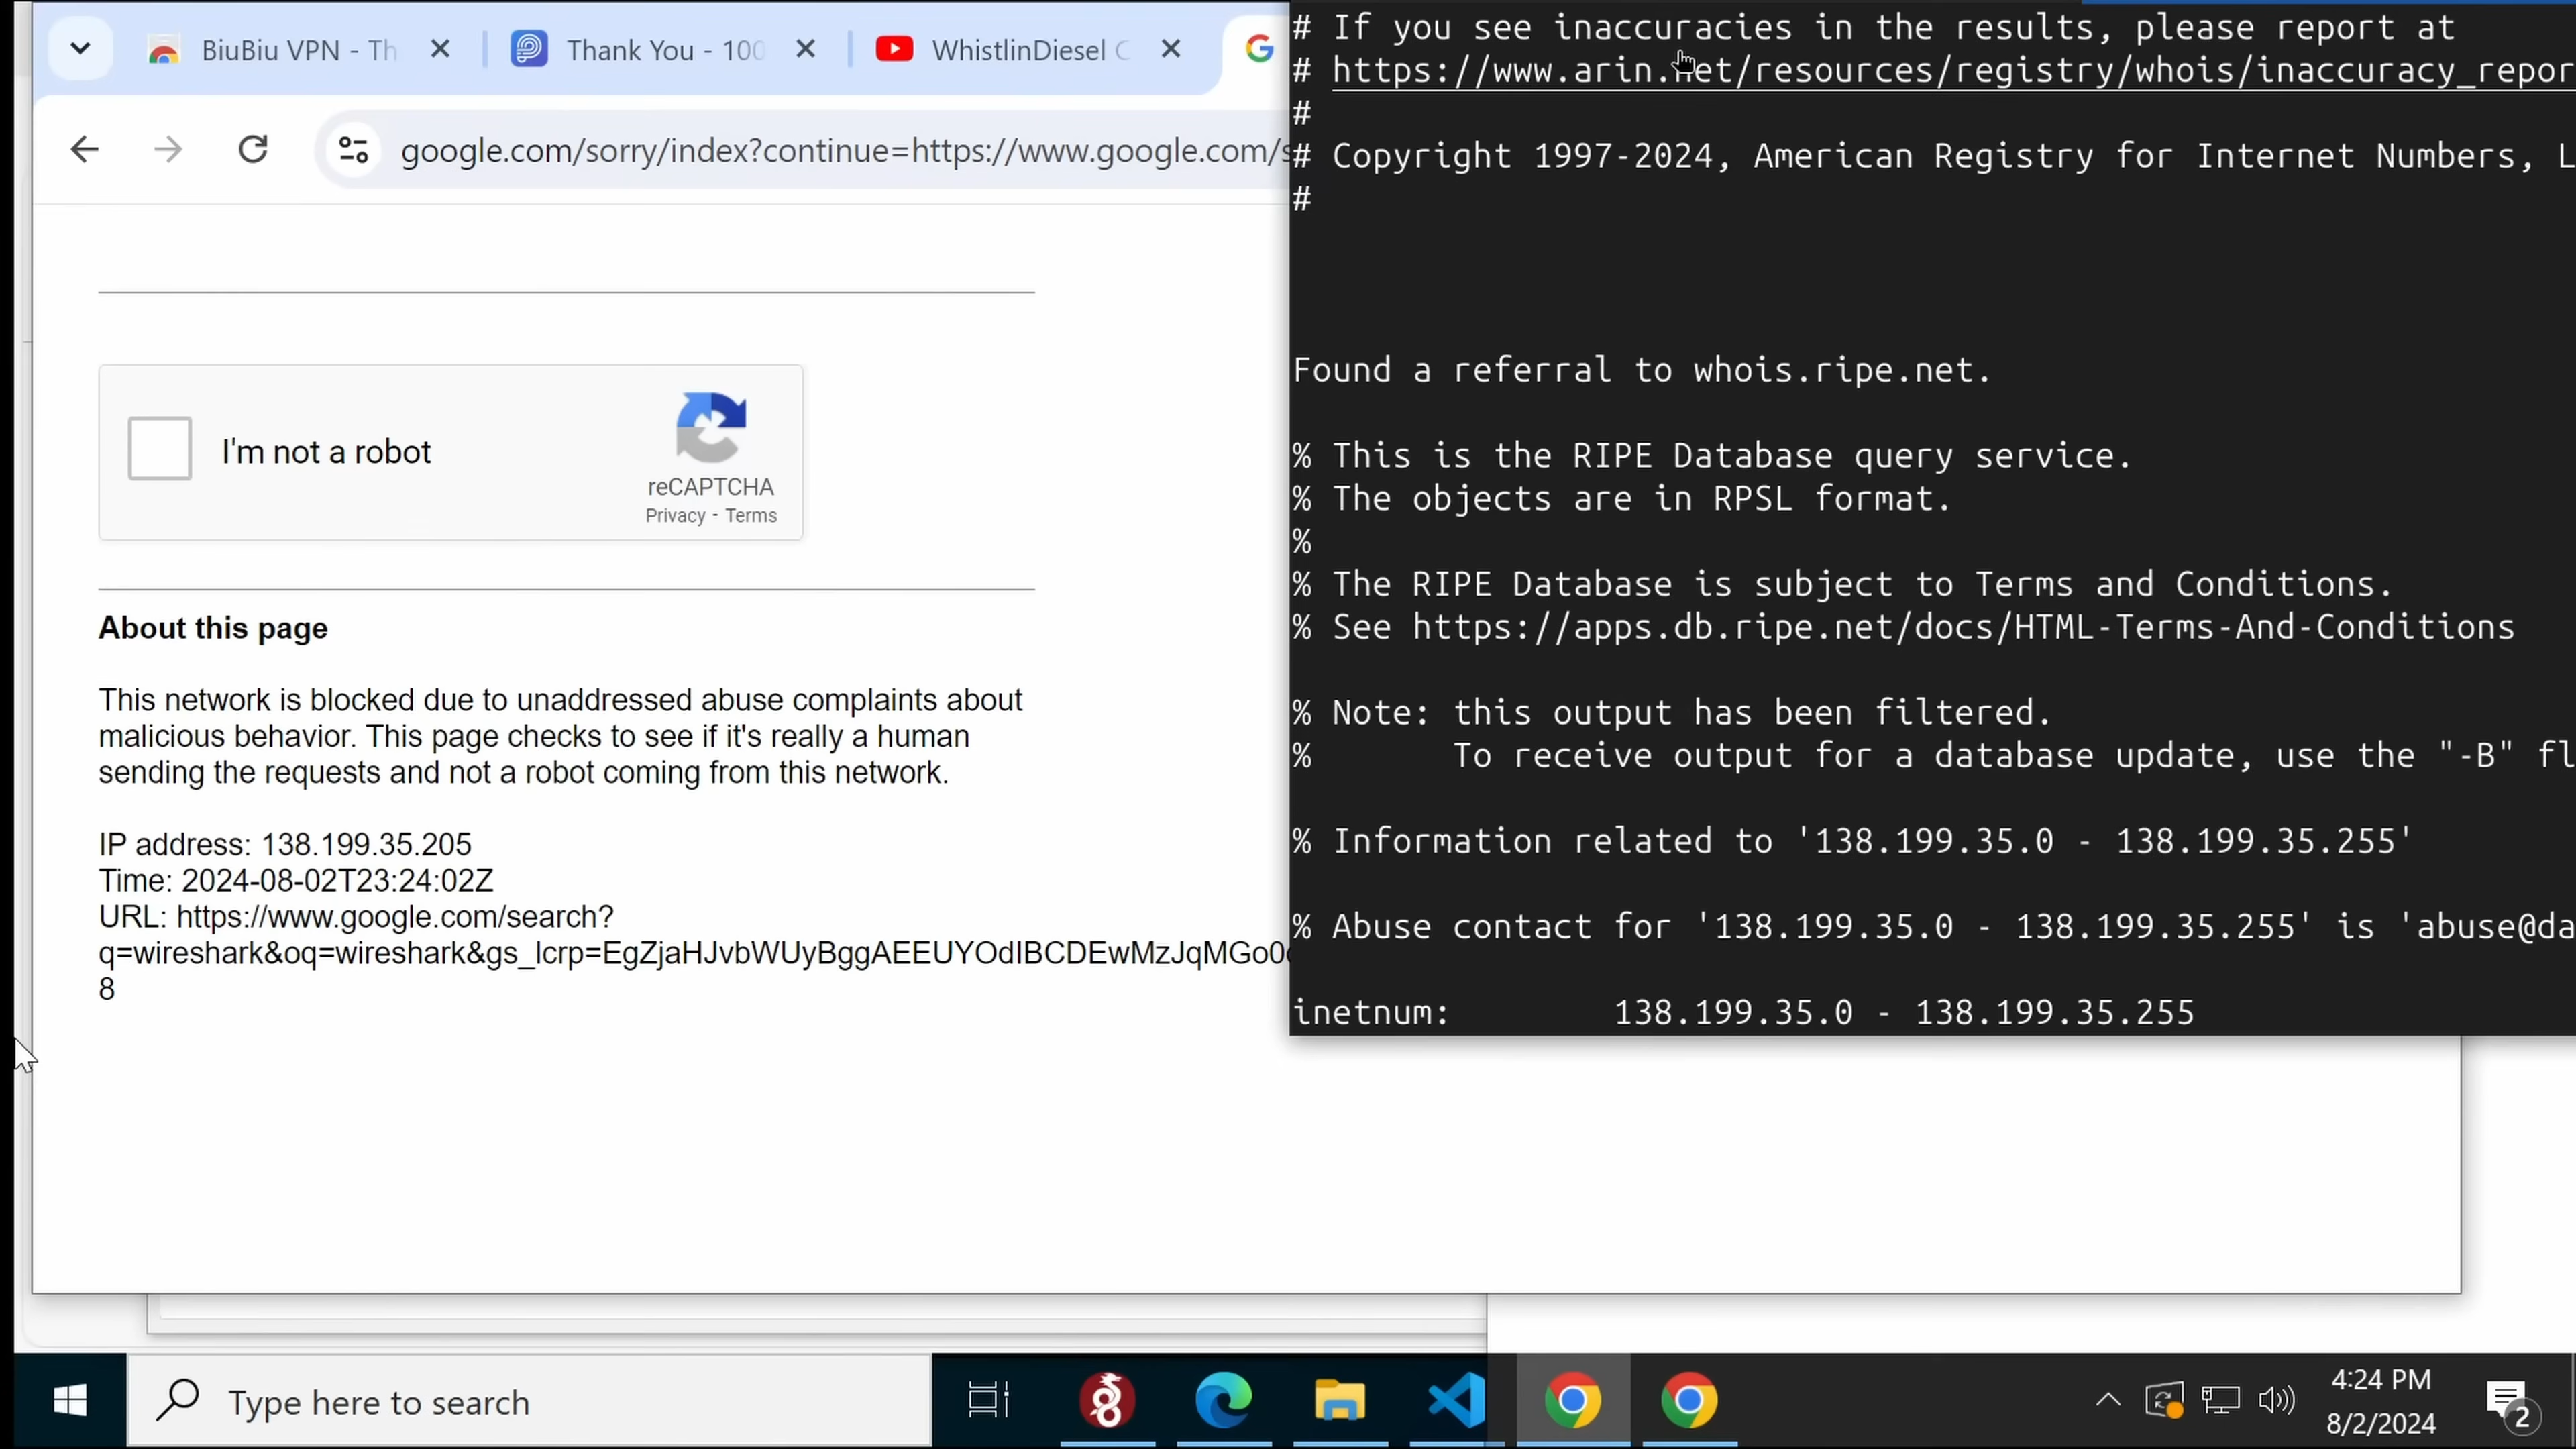 BiuBiu VPN - Th
Thank You - 100
WhistlinDiesel C
google.com/sorry/index?continue=https://www.google.com/s
I'm not a robot
reCAPTCHA
Privacy - Terms
About this page
This network is blocked due to unaddressed abuse complaints about
malicious behavior. This page checks to see if it's really a human
sending the requests and not a robot coming from this network.
IP address: 138.199.35.205
Time: 2024-08-02T23:24:02Z
URL: https://www.google.com/search?
q=wireshark&oq=wireshark&gs_lcrp=EgZjaHJvbWUyBggAEEUYOdIBCDEwMzJqMGo0
8
# If you see inaccuracies in the results, please report at
# https://www.arin.net/resources/registry/whois/inaccuracy_repor
#
# Copyright 1997-2024, American Registry for Internet Numbers, L
#
Found a referral to whois.ripe.net.
% This is the RIPE Database query service.
% The objects are in RPSL format.
%
% The RIPE Database is subject to Terms and Conditions.
% See https://apps.db.ripe.net/docs/HTML-Terms-And-Conditions
% Note: this output has been filtered.
%       To receive output for a database update, use the "-B" fl
% Information related to '138.199.35.0 - 138.199.35.255'
% Abuse contact for '138.199.35.0 - 138.199.35.255' is 'abuse@da
inetnum:        138.199.35.0 - 138.199.35.255
Type here to search
4:24 PM
8/2/2024
2